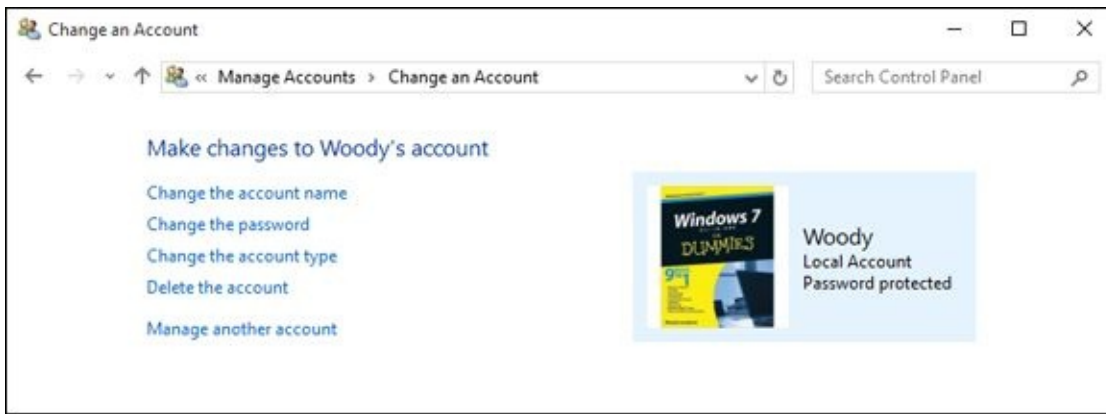 Change an Account
« Manage Accounts › Change an Account
Search Control Panel
Make changes to Woody's account
Change the account name
Change the password
Change the account type
Delete the account
Manage another account
Windows 7
DUMMIES
Woody
Local Account
Password protected